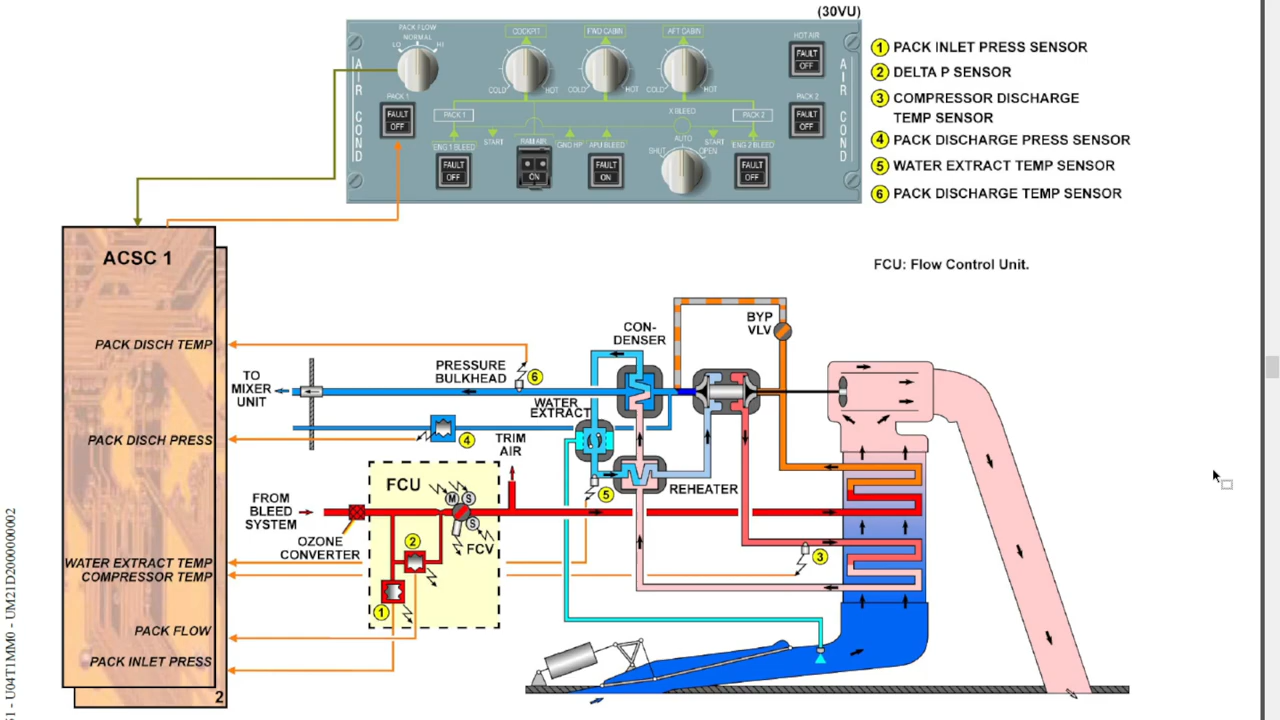 (30VU)
PACK FLOW
NORMAL
LO
HI
COCKPIT
FWD CABIN
AFT CABIN
HOT AIR
FAULT
OFF
COLD
HOT
COLD
HOT
COLD
HOT
AIR COND
AIR COND
PACK 1
FAULT
OFF
PACK 1
X BLEED
PACK 2
PACK 2
FAULT
OFF
ENG 1 BLEED
START
RAM AIR
GND HP
APU BLEED
AUTO
SHUT
OPEN
START
ENG 2 BLEED
FAULT
OFF
ON
FAULT
ON
FAULT
OFF
1 PACK INLET PRESS SENSOR
2 DELTA P SENSOR
3 COMPRESSOR DISCHARGE
TEMP SENSOR
4 PACK DISCHARGE PRESS SENSOR
5 WATER EXTRACT TEMP SENSOR
6 PACK DISCHARGE TEMP SENSOR
FCU: Flow Control Unit.
ACSC 1
PACK DISCH TEMP
PACK DISCH PRESS
WATER EXTRACT TEMP
COMPRESSOR TEMP
PACK FLOW
PACK INLET PRESS
2
TO
MIXER
UNIT
PRESSURE
BULKHEAD
6
4
CON-
DENSER
BYP
VLV
WATER
EXTRACT
TRIM
AIR
5
REHEATER
FCU
M
S
S
FCV
FROM
BLEED
SYSTEM
OZONE
CONVERTER
2
1
3
S1 - U04T1MM0 - UM21D2000000002